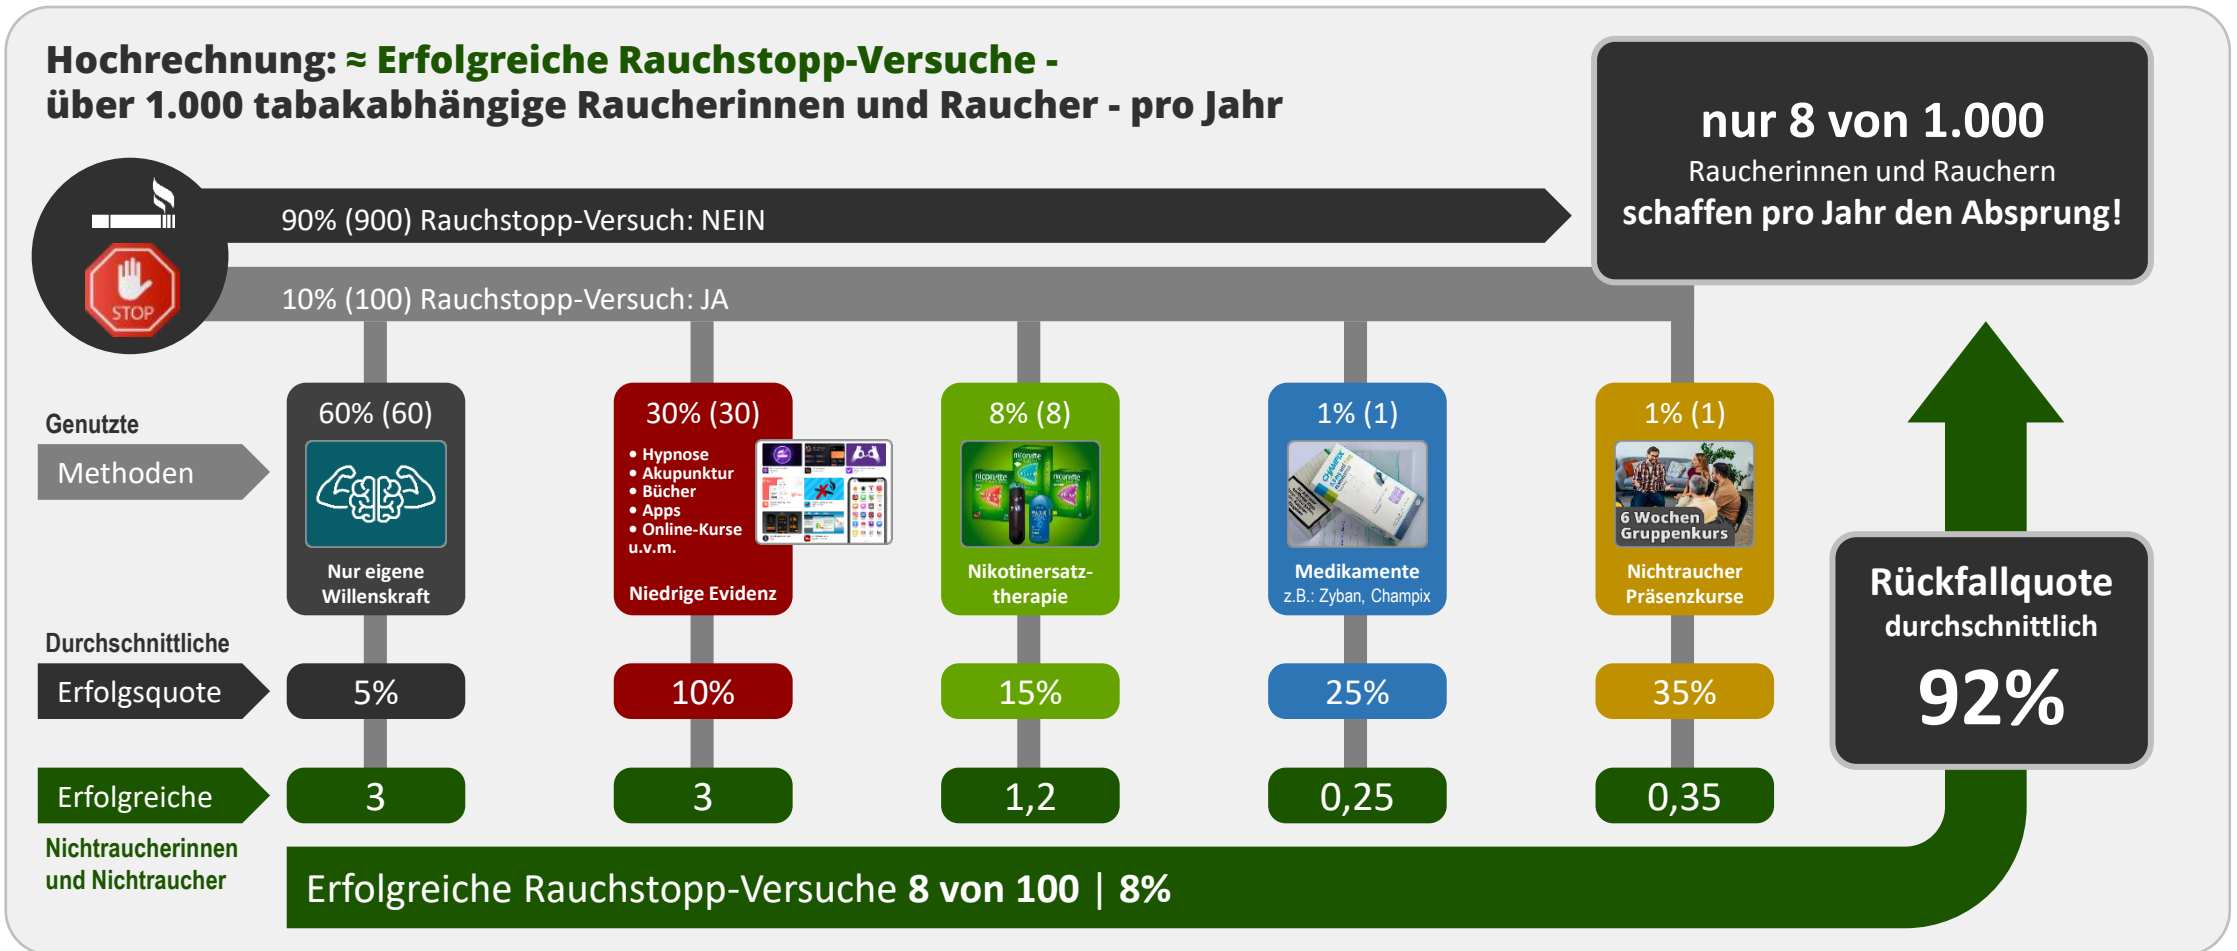 Hochrechnung: ≈ Erfolgreiche Rauchstopp-Versuche -
über 1.000 tabakabhängige Raucherinnen und Raucher - pro Jahr
nur 8 von 1.000
Raucherinnen und Rauchern
schaffen pro Jahr den Absprung!
90% (900) Rauchstopp-Versuch: NEIN
10% (100) Rauchstopp-Versuch: JA
STOP
Genutzte
Methoden
60% (60)
Nur eigene
Willenskraft
30% (30)
• Hypnose
• Akupunktur
• Bücher
• Apps
• Online-Kurse
u.v.m.
Niedrige Evidenz
8% (8)
nicorette
nicorette
nicorette
Nikotinersatz-
therapie
1% (1)
CHAMPIX
Medikamente
z.B.: Zyban, Champix
1% (1)
6 Wochen
Gruppenkurs
Nichtraucher
Präsenzkurse
Durchschnittliche
Erfolgsquote
5%
10%
15%
25%
35%
Erfolgreiche
3
3
1,2
0,25
0,35
Nichtraucherinnen
und Nichtraucher
Erfolgreiche Rauchstopp-Versuche 8 von 100 | 8%
Rückfallquote
durchschnittlich
92%